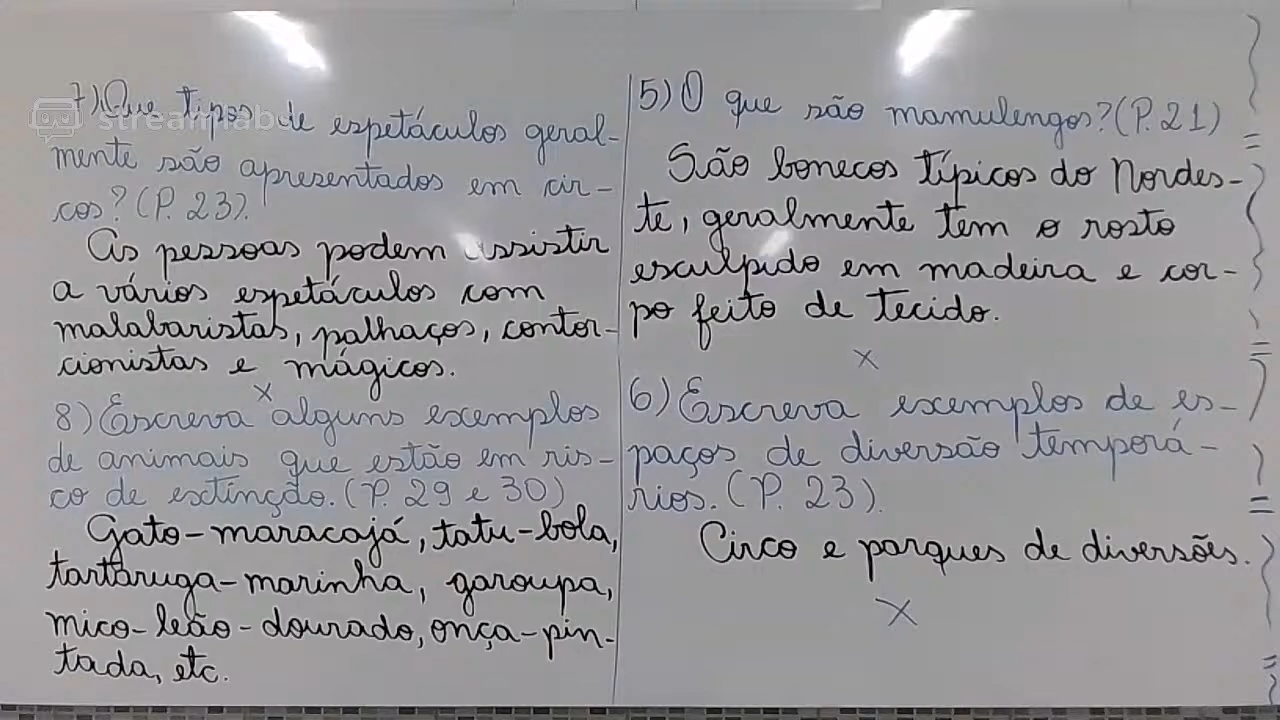 7) Que tipos de espetáculos geral-
mente são apresentados em cir-
cos? (P. 23).
As pessoas podem assistir
a vários espetáculos com
malabaristas, palhaços, contor-
cionistas e mágicos.
x
8) Escreva alguns exemplos
de animais que estão em ris-
co de extinção. (P. 29 e 30)
Gato-maracajá, tatu-bola,
tartaruga-marinha, garoupa,
mico-leão-dourado, onça-pin-
tada, etc.
5) O que são mamulengos? (P. 21)
São bonecos típicos do Nordes-
te, geralmente tem o rosto
esculpido em madeira e cor-
po feito de tecido.
x
6) Escreva exemplos de es-
paços de diversão temporá-
rios. (P. 23).
Circo e parques de diversões.
x